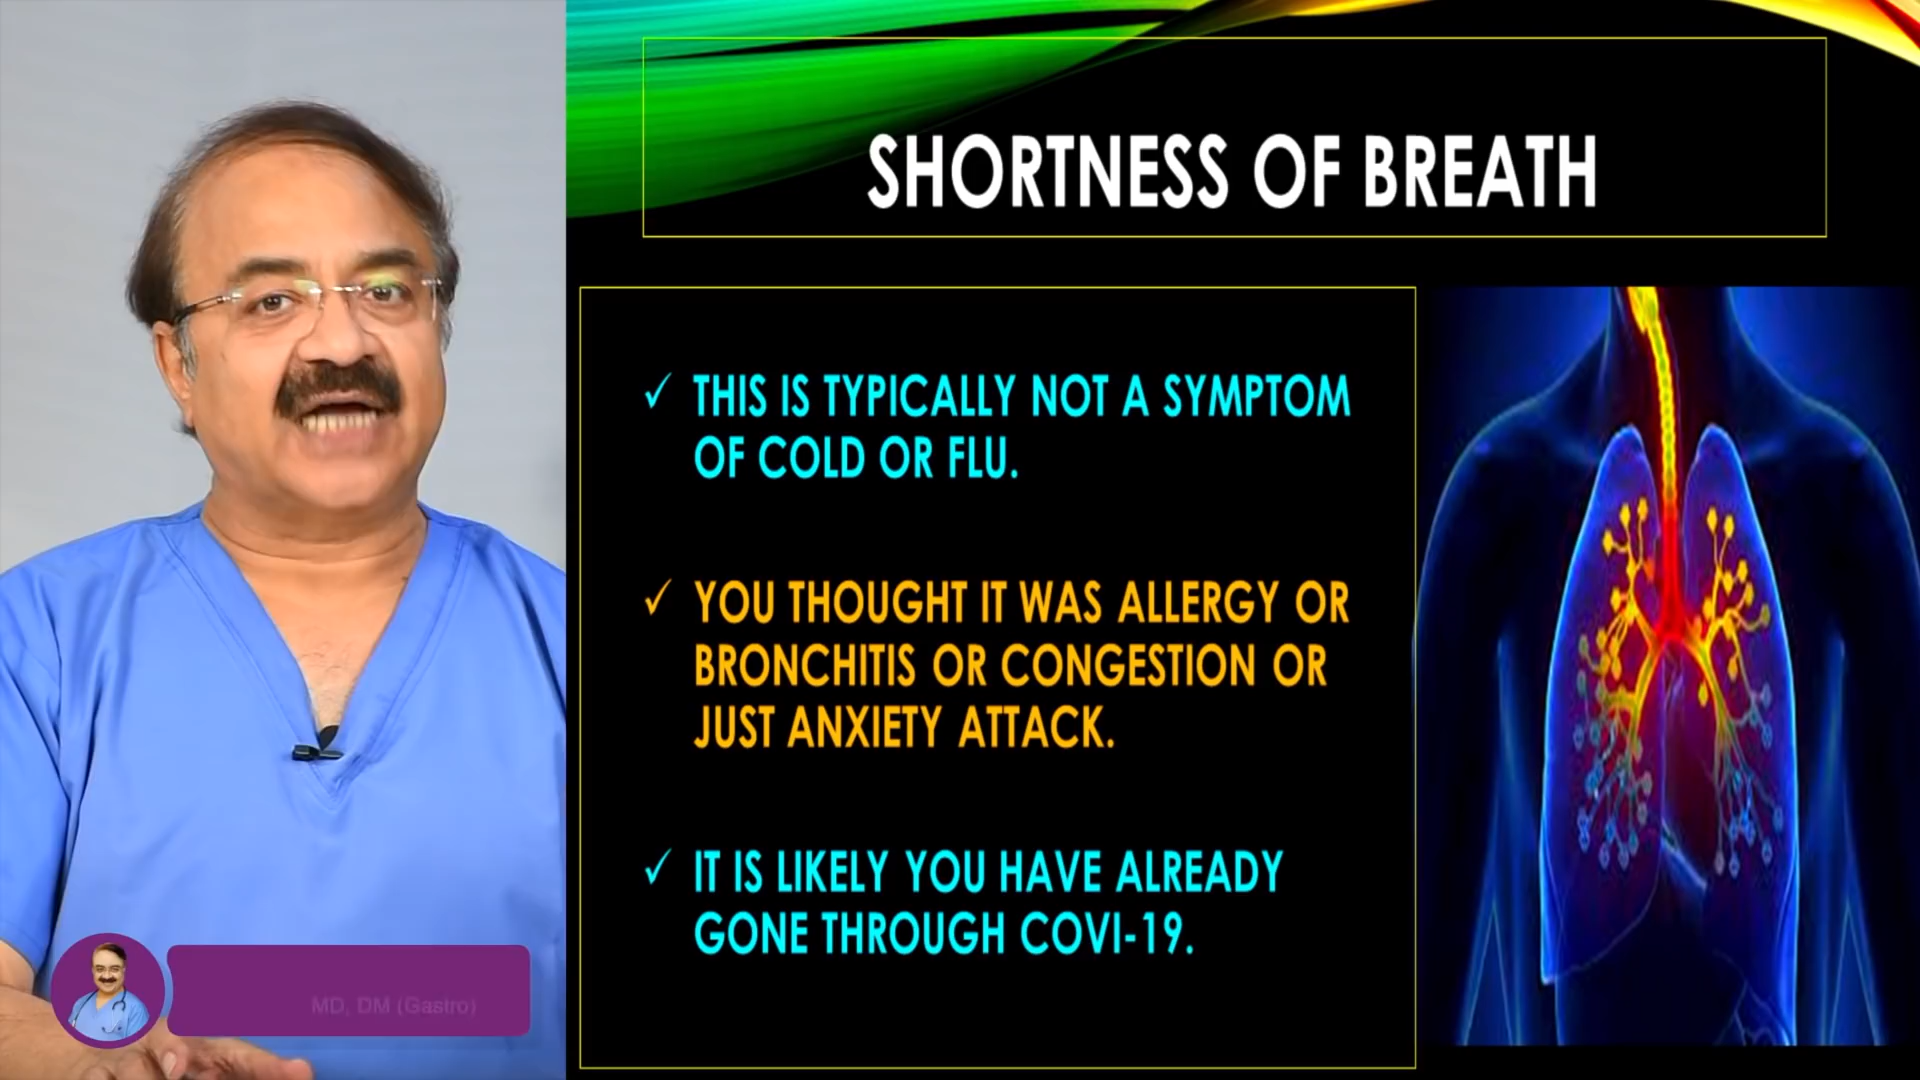 SHORTNESS OF BREATH
✓ THIS IS TYPICALLY NOT A SYMPTOM
OF COLD OR FLU.
✓ YOU THOUGHT IT WAS ALLERGY OR
BRONCHITIS OR CONGESTION OR
JUST ANXIETY ATTACK.
✓ IT IS LIKELY YOU HAVE ALREADY
GONE THROUGH COVI-19.
MD, DM (Gastro)